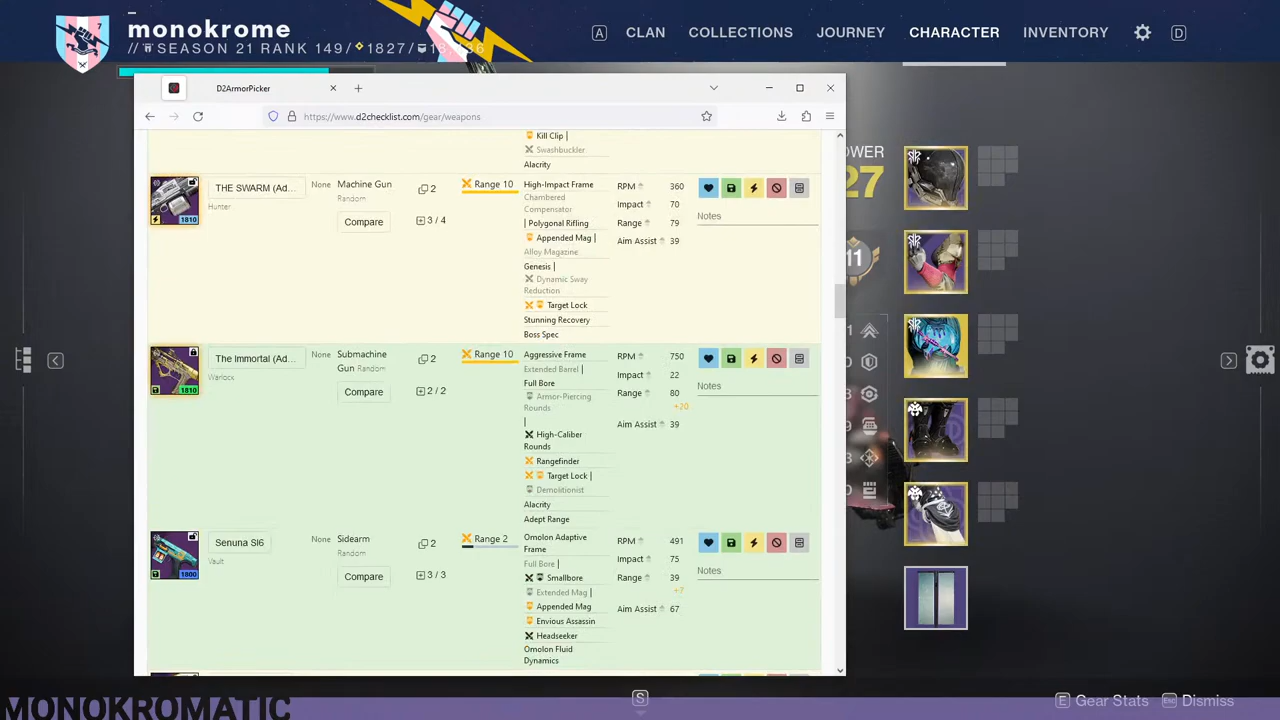 monokrome
// SEASON 21 RANK 149/1827/
A CLAN COLLECTIONS JOURNEY CHARACTER INVENTORY D
D2ArmorPicker
https://www.d2checklist.com/gear/weapons
Kill Clip |
Swashbuckler
Alacrity
THE SWARM (Ad...
Hunter
None
Machine Gun
Random
Compare
2
3 / 4
Range 10
High-Impact Frame
Chambered
Compensator
| Polygonal Rifling
Appended Mag |
Alloy Magazine
Genesis |
Dynamic Sway
Reduction
Target Lock
Stunning Recovery
Boss Spec
RPM 360
Impact 70
Range 79
Aim Assist 39
Notes
1810
The Immortal (Ad...
Warlock
None
Submachine
Gun Random
Compare
2
2 / 2
Range 10
Aggressive Frame
Extended Barrel |
Full Bore
Armor-Piercing
Rounds
|
High-Caliber
Rounds
Rangefinder
Target Lock |
Demolitionist
Alacrity
Adept Range
RPM 750
Impact 22
Range 80
+20
Aim Assist 39
Notes
1810
Senuna SI6
Vault
None
Sidearm
Random
Compare
2
3 / 3
Range 2
Omolon Adaptive
Frame
Full Bore |
Smallbore
Extended Mag |
Appended Mag
Envious Assassin
Headseeker
Omolon Fluid
Dynamics
RPM 491
Impact 75
Range 39
+7
Aim Assist 67
Notes
1800
OWER
27
11
S
E Gear Stats Esc Dismiss
MONOKROMATIC